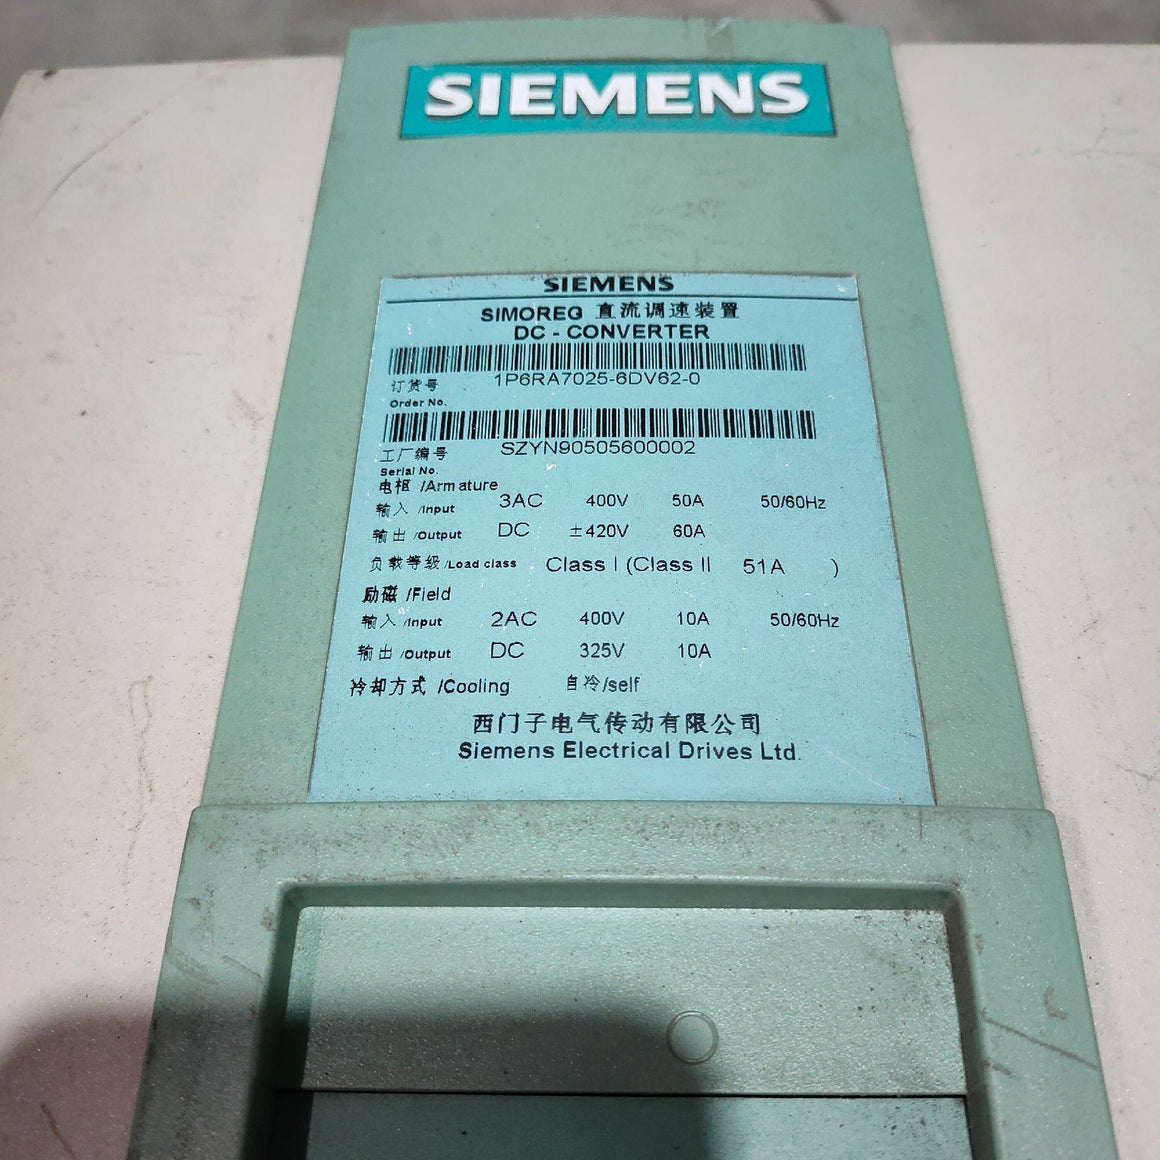 SIEMENS
SIEMENS
SIMOREG 直流调速装置
DC - CONVERTER
订货号 1P6RA7025-6DV62-0
Order No.
工厂编号 SZYN90505600002
Serial No.
电枢 /Armature
输入 /Input 3AC 400V 50A 50/60Hz
输出 /Output DC ±420V 60A
负载等级 /Load class Class I (Class II 51A )
励磁 /Field
输入 /Input 2AC 400V 10A 50/60Hz
输出 /Output DC 325V 10A
冷却方式 /Cooling 自冷/self
西门子电气传动有限公司
Siemens Electrical Drives Ltd.